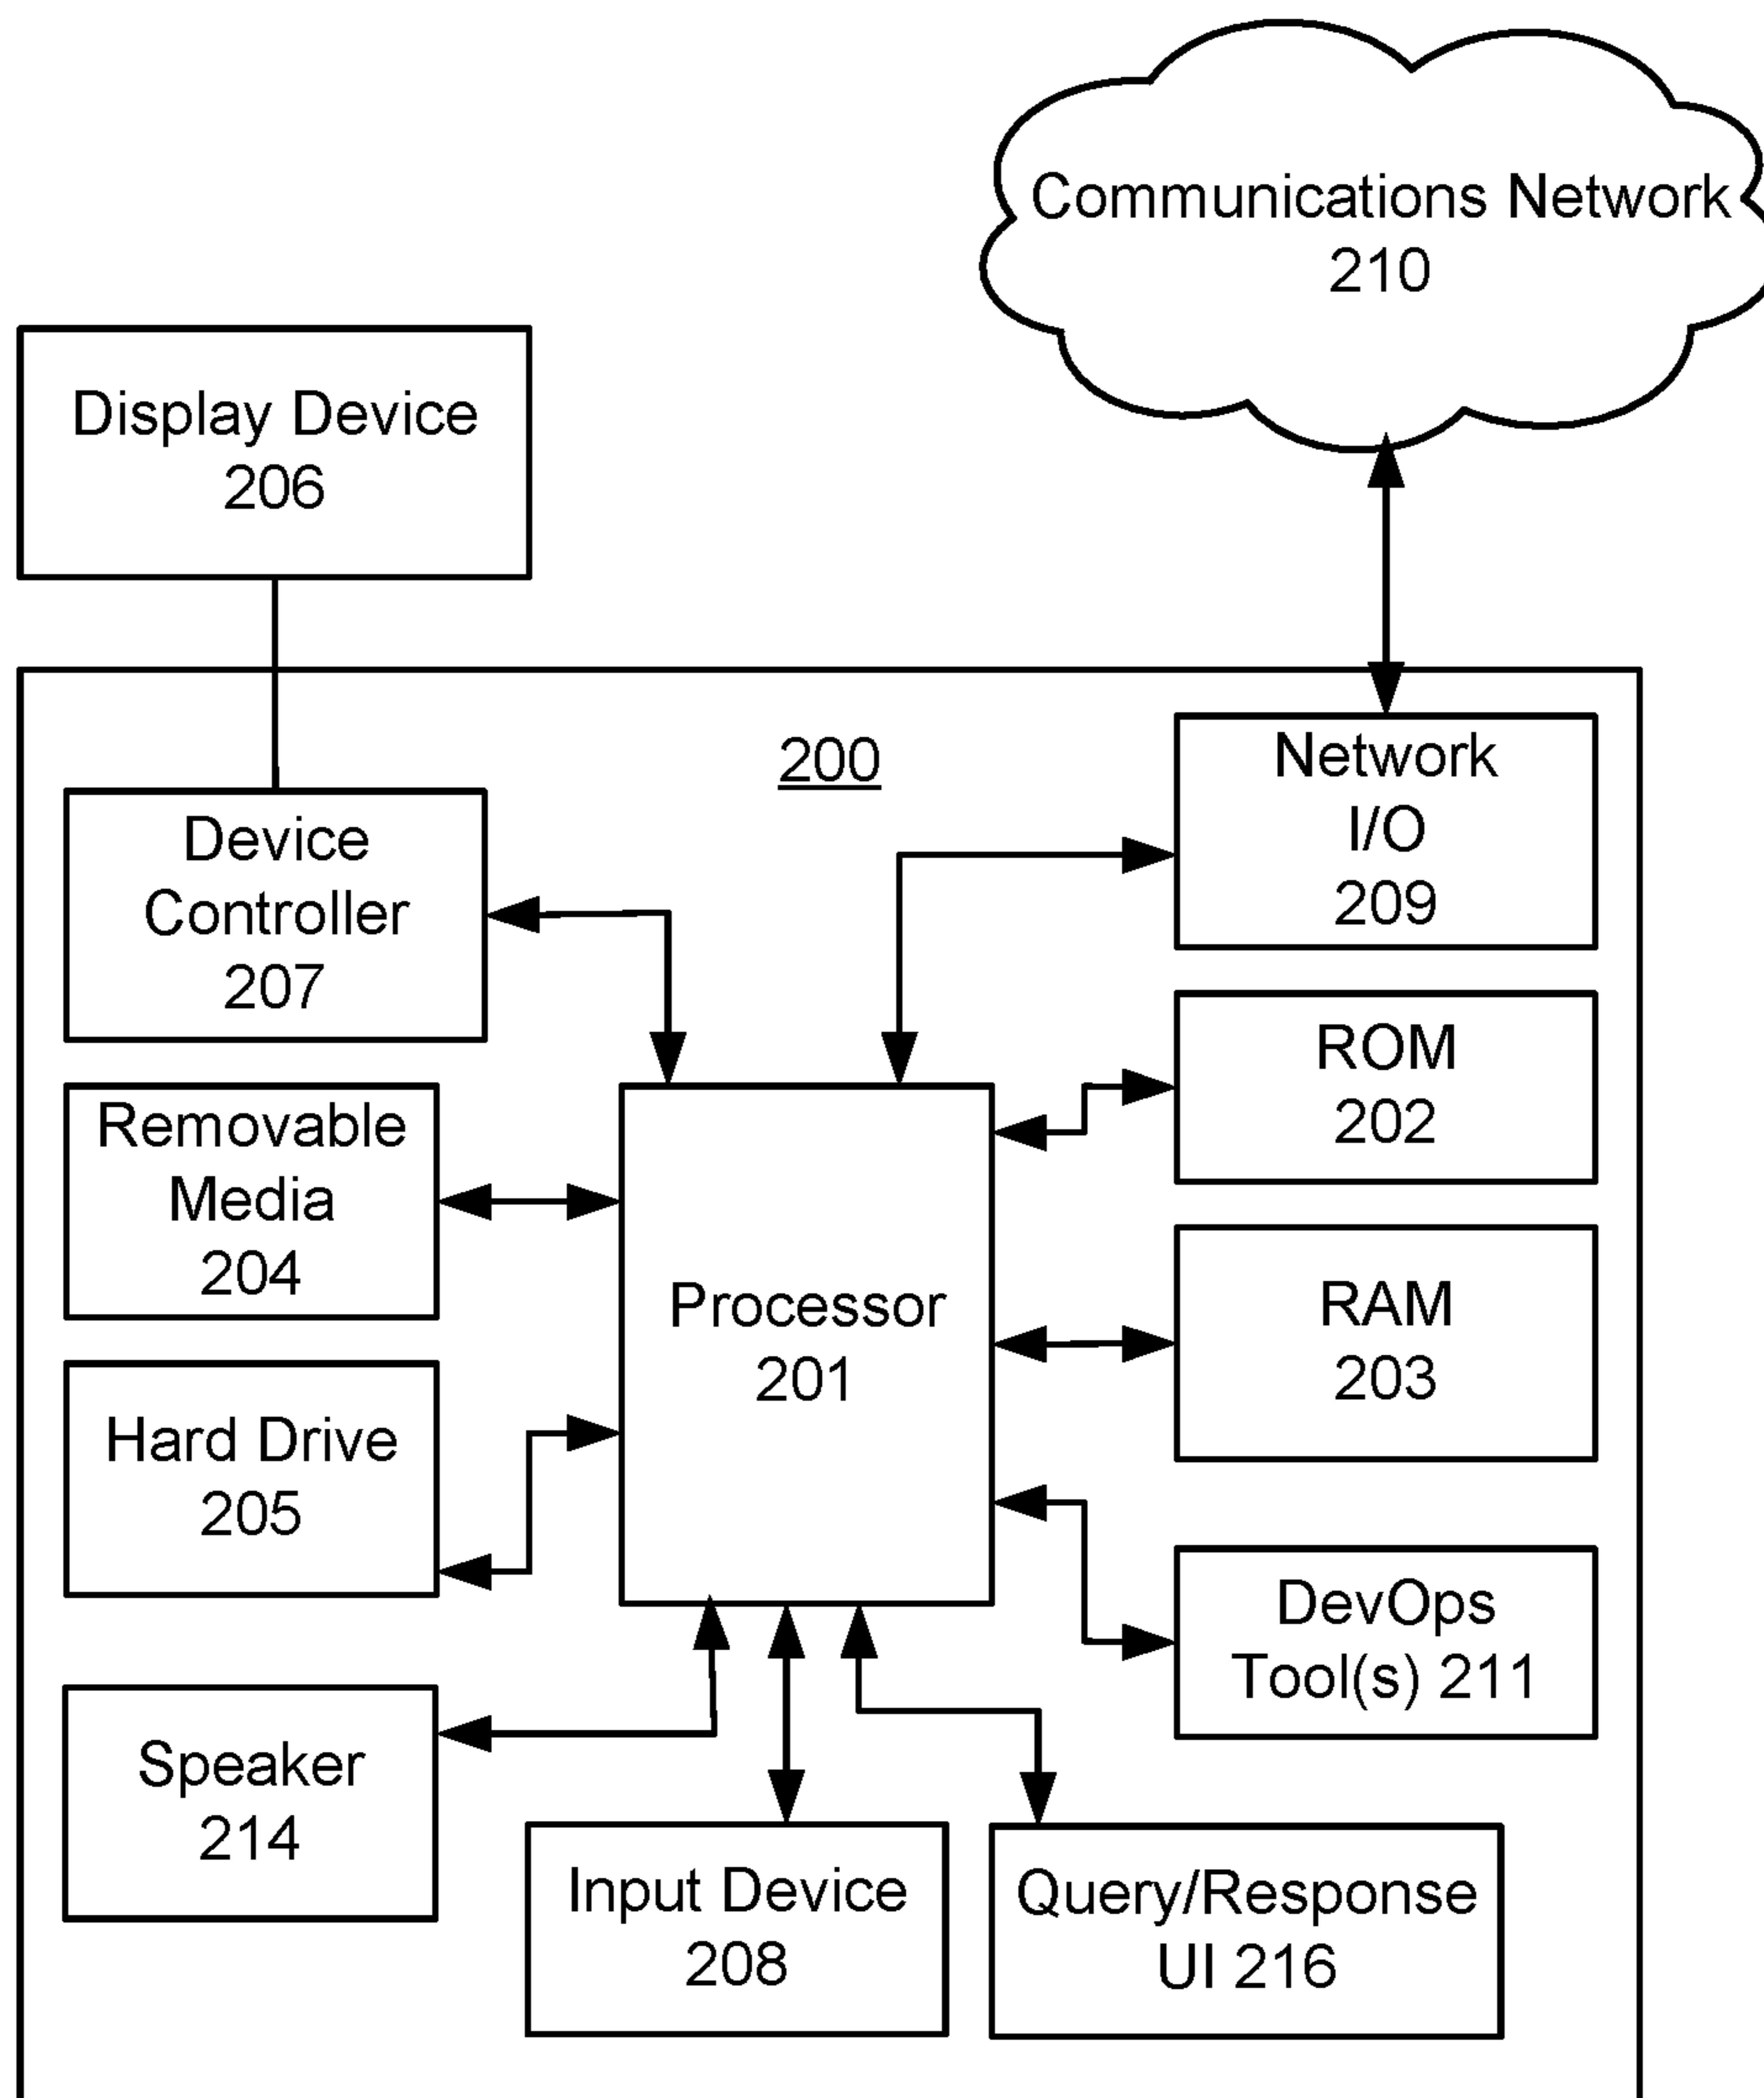 Communications Network
210
Display Device
206
200
Network
I/O
209
Device
Controller
207
ROM
202
Removable
Media
204
Processor
201
RAM
203
Hard Drive
205
DevOps
Tool(s) 211
Speaker
214
Input Device
208
Query/Response
UI 216